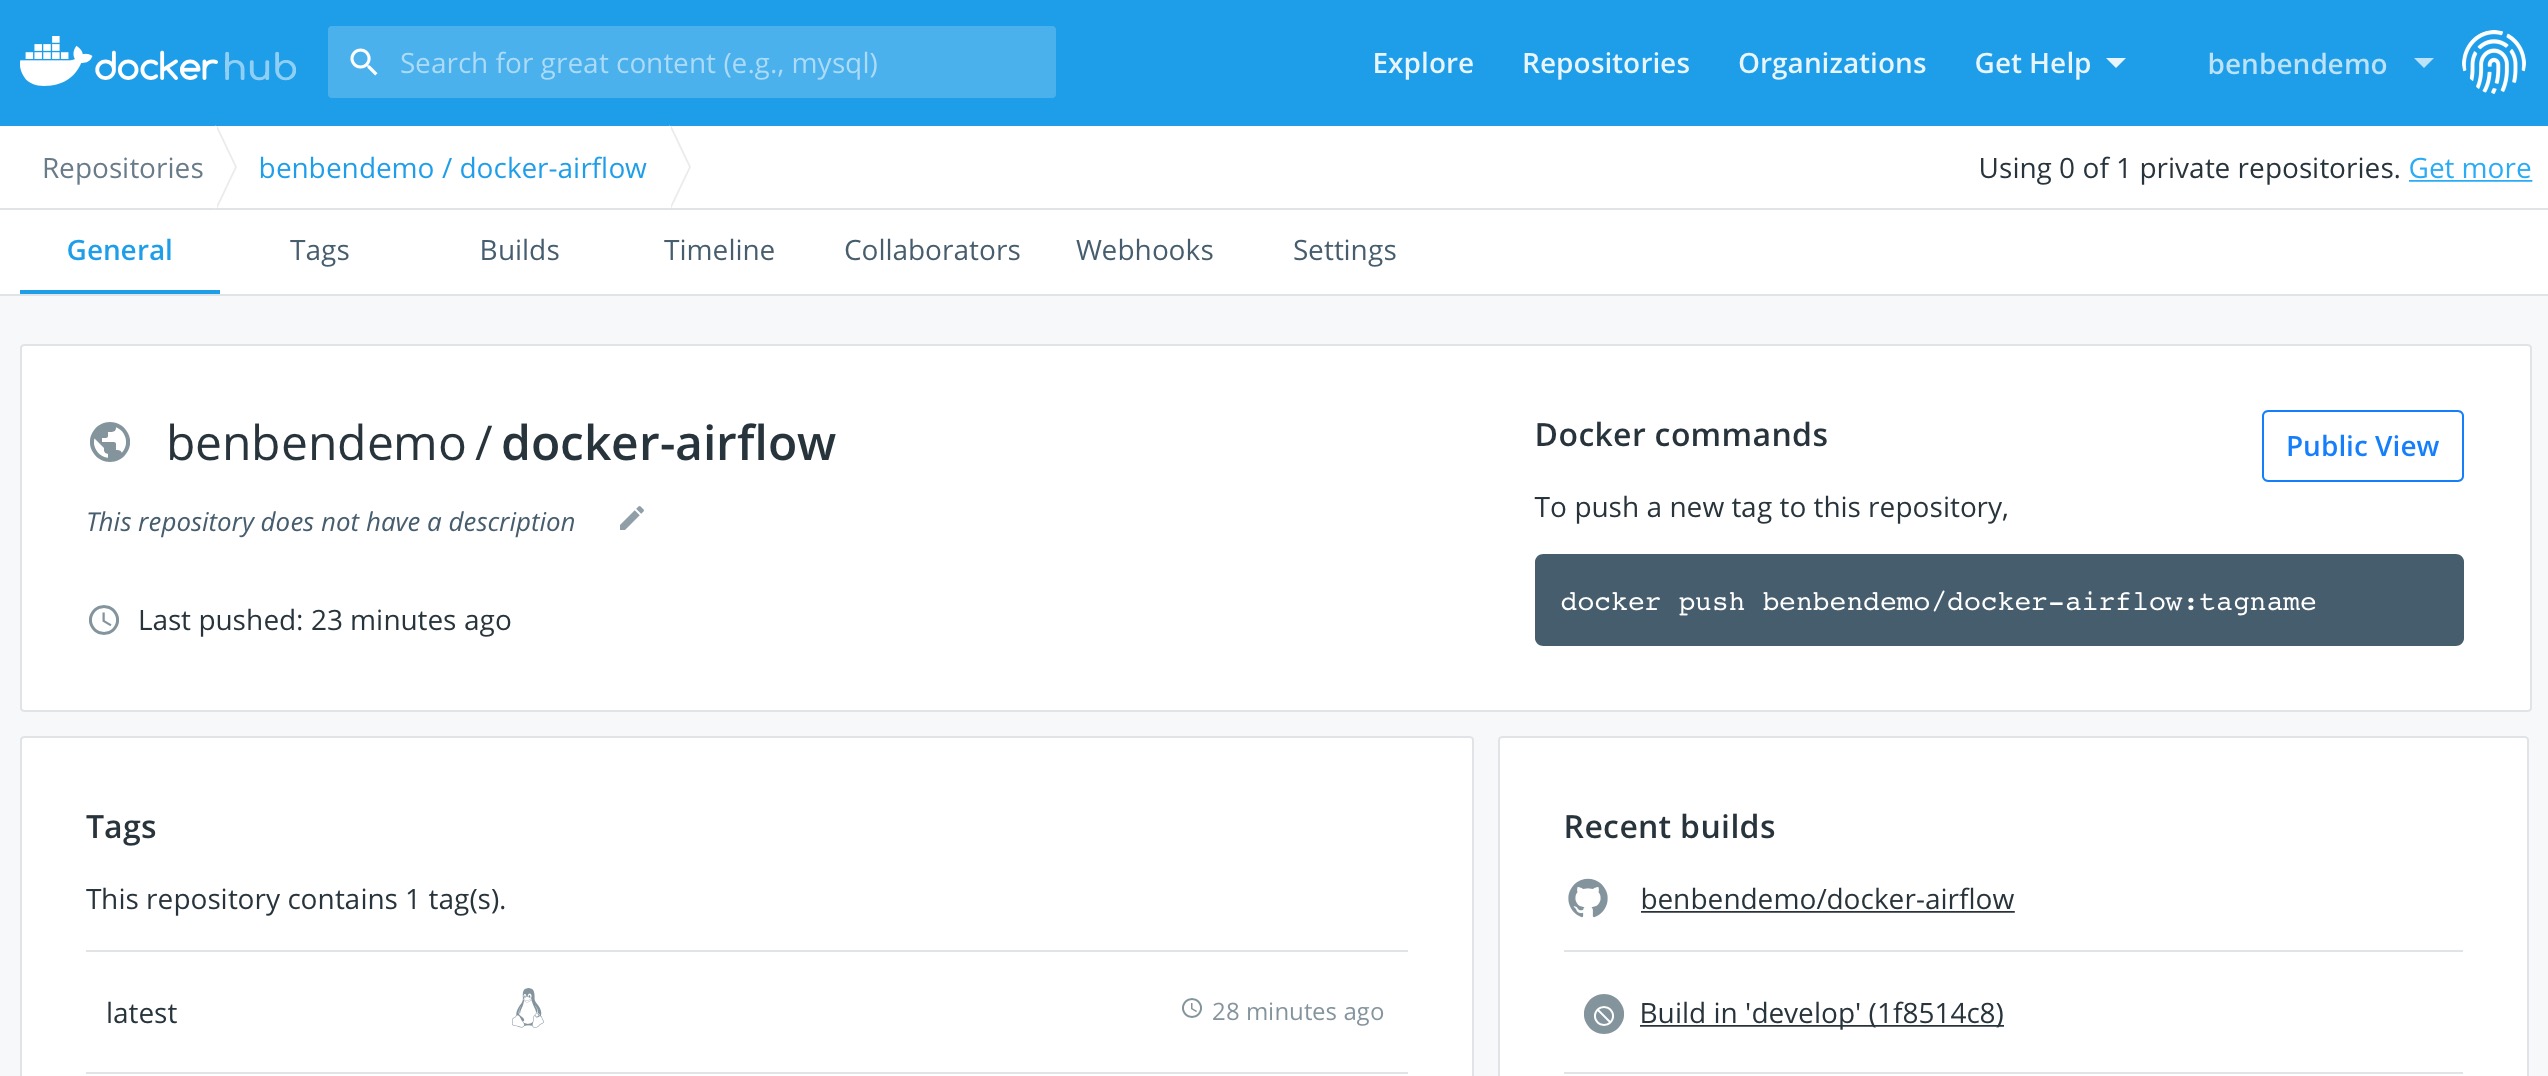 docker hub
Search for great content (e.g., mysql)
Explore
Repositories
Organizations
Get Help
benbendemo
Repositories
benbendemo / docker-airflow
Using 0 of 1 private repositories. Get more
General
Tags
Builds
Timeline
Collaborators
Webhooks
Settings
benbendemo / docker-airflow
This repository does not have a description
Last pushed: 23 minutes ago
Docker commands
Public View
To push a new tag to this repository,
docker push benbendemo/docker-airflow:tagname
Tags
This repository contains 1 tag(s).
latest
28 minutes ago
Recent builds
benbendemo/docker-airflow
Build in 'develop' (1f8514c8)